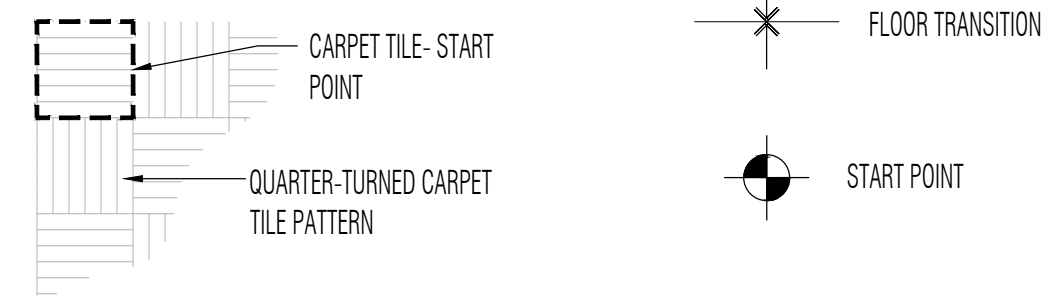 CARPET TILE- START
POINT
QUARTER-TURNED CARPET
TILE PATTERN
FLOOR TRANSITION
START POINT